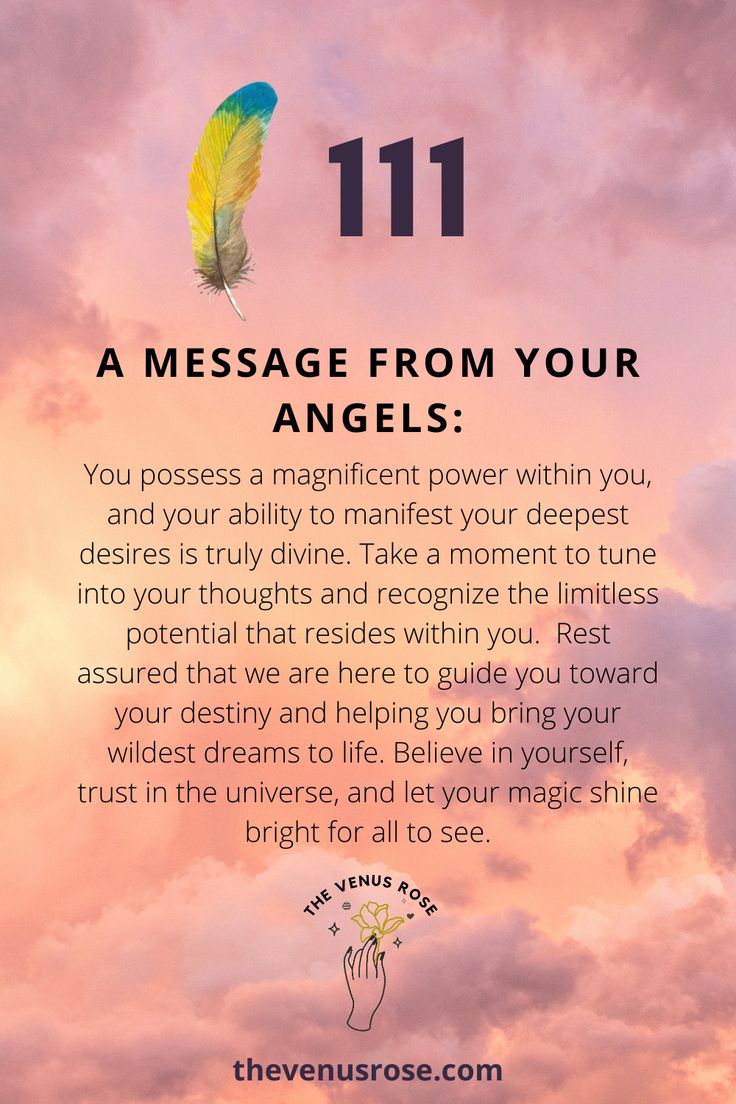 111
A MESSAGE FROM YOUR
ANGELS:
You possess a magnificent power within you,
and your ability to manifest your deepest
desires is truly divine. Take a moment to tune
into your thoughts and recognize the limitless
potential that resides within you.  Rest
assured that we are here to guide you toward
your destiny and helping you bring your
wildest dreams to life. Believe in yourself,
trust in the universe, and let your magic shine
bright for all to see.
THE VENUS ROSE
thevenusrose.com